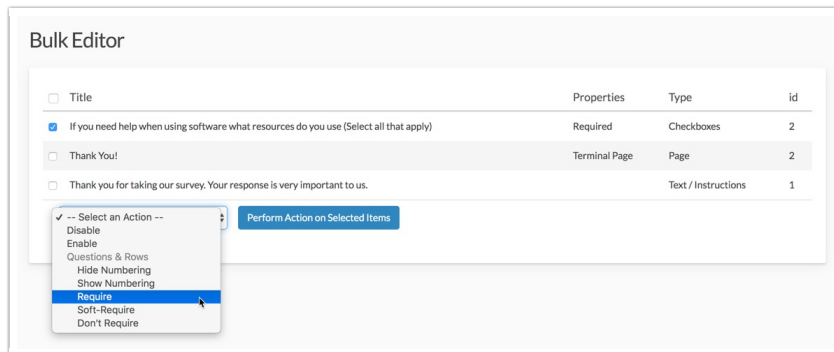 Bulk Editor
Title Properties Type id
If you need help when using software what resources do you use (Select all that apply) Required Checkboxes 2
Thank You! Terminal Page Page 2
Thank you for taking our survey. Your response is very important to us. Text / Instructions 1
✓ -- Select an Action -- Perform Action on Selected Items
Disable
Enable
Questions & Rows
Hide Numbering
Show Numbering
Require
Soft-Require
Don't Require